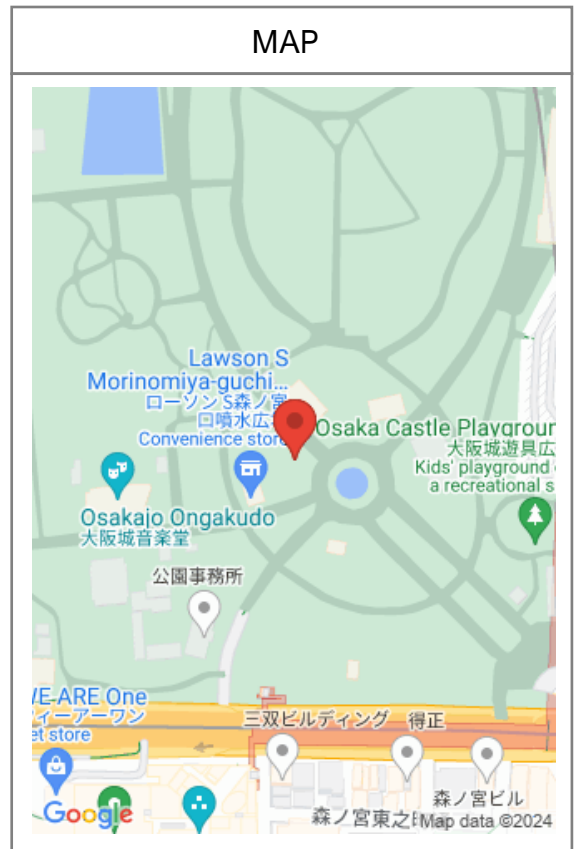 MAP
Lawson S
Morinomiya-guchi...
ローソン S森ノ宮
口噴水広
Convenience store
Osaka Castle Playgroun
大阪城遊具広
Kids' playground
a recreational s
Osakajo Ongakudo
大阪城音楽堂
公園事務所
WE ARE One
ィーアーワン
et store
三双ビルディング
得正
森ノ宮ビル
森ノ宮東之
Google
Map data ©2024